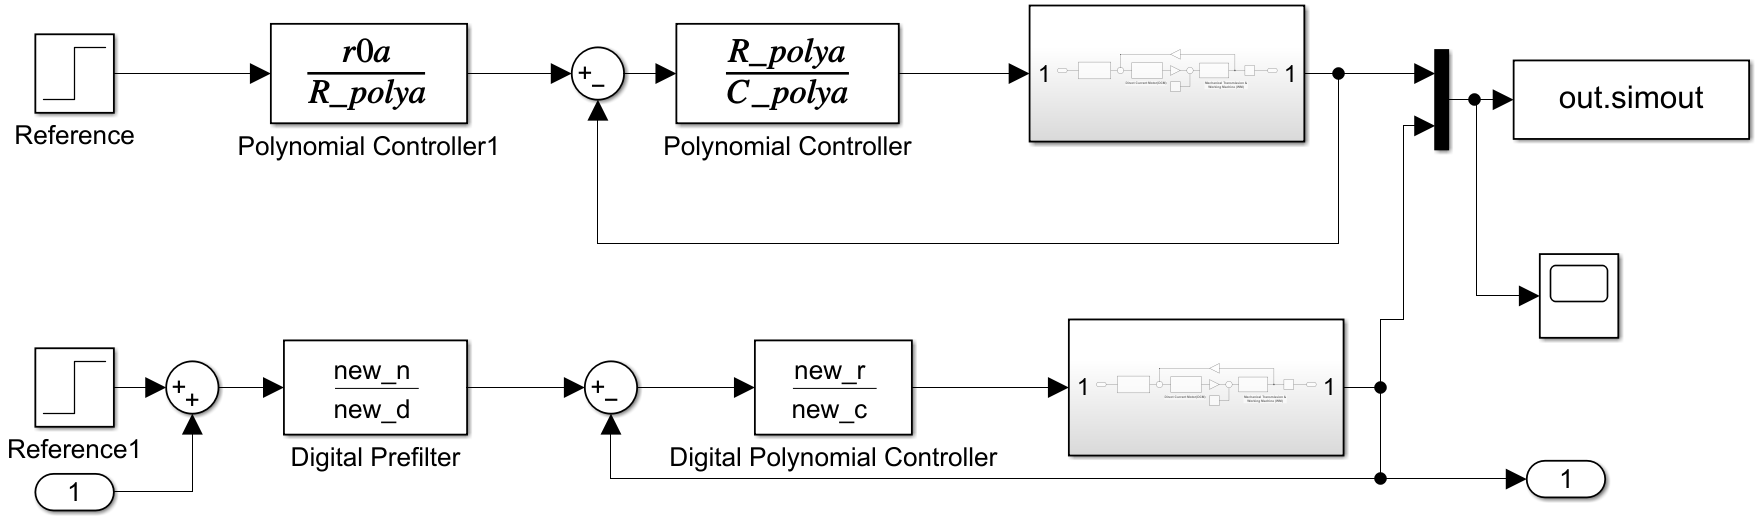 r0a
R_polya
+
−
R_polya
C_polya
1
1
out.simout
Reference
Polynomial Controller1
Polynomial Controller
new_n
new_d
+
+
+
−
new_r
new_c
1
1
Reference1
Digital Prefilter
Digital Polynomial Controller
1
1